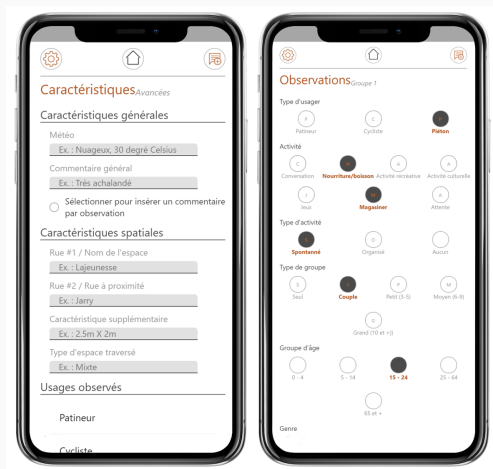 Caractéristiques Avancées
Caractéristiques générales
Météo
Ex. : Nuageux, 30 degré Celsius
Commentaire général
Ex. : Très achalandé
Sélectionner pour insérer un commentaire
par observation
Caractéristiques spatiales
Rue #1 / Nom de l'espace
Ex. : Lajeunesse
Rue #2 / Rue à proximité
Ex. : Jarry
Caractéristique supplémentaire
Ex. : 2.5m X 2m
Type d'espace traversé
Ex. : Mixte
Usages observés
Patineur
Cycliste
Observations Groupe 1
Type d'usager
P C P
Patineur Cycliste Piéton
Activité
C N A A
Conversation Nourriture/boisson Activité récréative Activité culturelle
J M A
Jeux Magasiner Attente
Type d'activité
S O
Spontanné Organisé Aucun
Type de groupe
S C P M
Seul Couple Petit (3-5) Moyen (6-9)
G
Grand (10 et +))
Groupe d'âge
0 - 4 5 - 14 15 - 24 25 - 64
65 et +
Genre